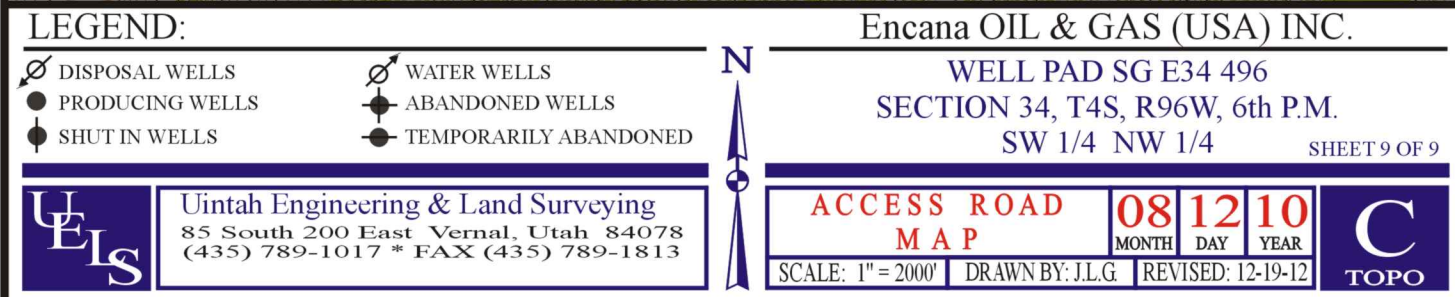 LEGEND:
DISPOSAL WELLS
WATER WELLS
PRODUCING WELLS
ABANDONED WELLS
SHUT IN WELLS
TEMPORARILY ABANDONED
N
Encana OIL & GAS (USA) INC.
WELL PAD SG E34 496
SECTION 34, T4S, R96W, 6th P.M.
SW 1/4 NW 1/4
SHEET 9 OF 9
UELS
Uintah Engineering & Land Surveying
85 South 200 East Vernal, Utah 84078
(435) 789-1017 * FAX (435) 789-1813
ACCESS ROAD
MAP
08 12 10
MONTH DAY YEAR
SCALE: 1" = 2000' DRAWN BY: J.L.G. REVISED: 12-19-12
C
TOPO